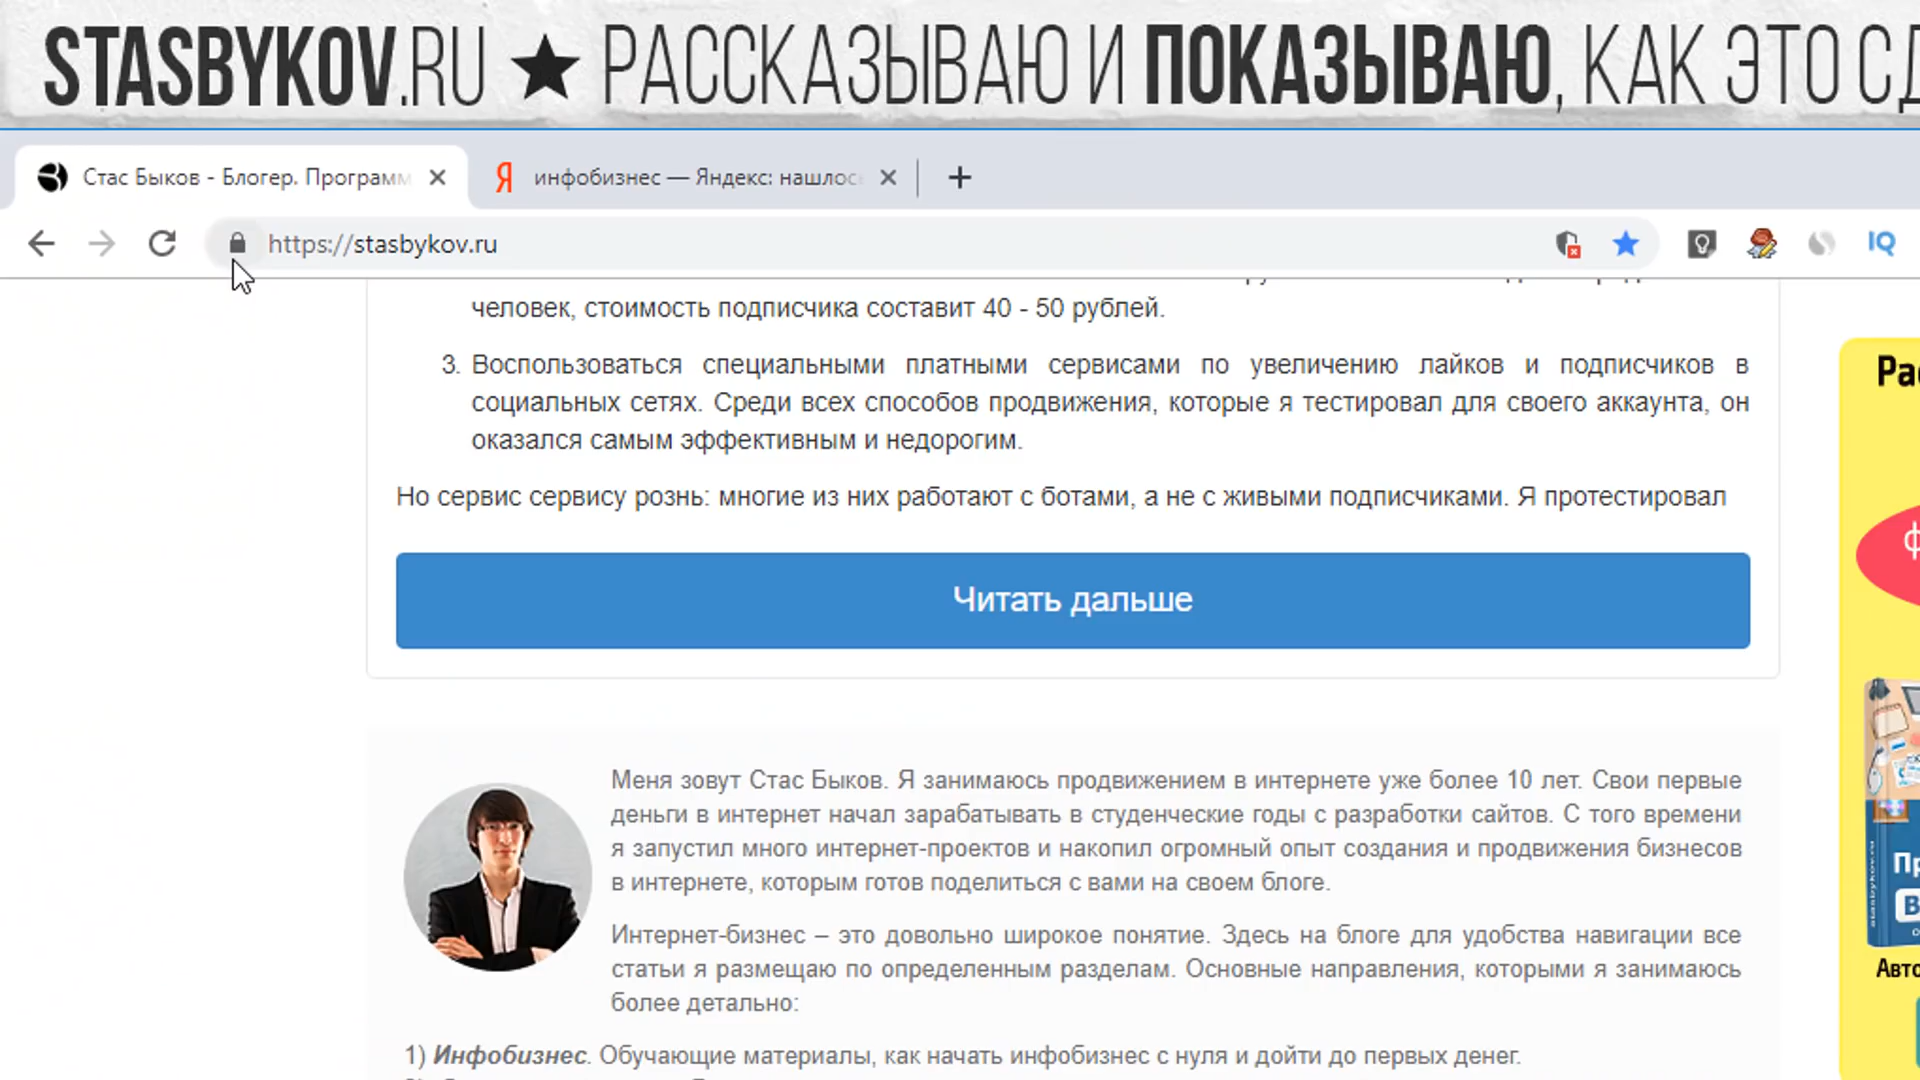 STASBYKOV.RU ★ РАССКАЗЫВАЮ И ПОКАЗЫВАЮ, КАК ЭТО
Стас Быков - Блогер. Программ
инфобизнес — Яндекс: нашлос
https://stasbykov.ru
IQ
человек, стоимость подписчика составит 40 - 50 рублей.
3. Воспользоваться специальными платными сервисами по увеличению лайков и подписчиков в
социальных сетях. Среди всех способов продвижения, которые я тестировал для своего аккаунта, он
оказался самым эффективным и недорогим.
Но сервис сервису рознь: многие из них работают с ботами, а не с живыми подписчиками. Я протестировал
Читать дальше
Меня зовут Стас Быков. Я занимаюсь продвижением в интернете уже более 10 лет. Свои первые
деньги в интернет начал зарабатывать в студенческие годы с разработки сайтов. С того времени
я запустил много интернет-проектов и накопил огромный опыт создания и продвижения бизнесов
в интернете, которым готов поделиться с вами на своем блоге.
Интернет-бизнес – это довольно широкое понятие. Здесь на блоге для удобства навигации все
статьи я размещаю по определенным разделам. Основные направления, которыми я занимаюсь
более детально:
1) Инфобизнес. Обучающие материалы, как начать инфобизнес с нуля и дойти до первых денег.